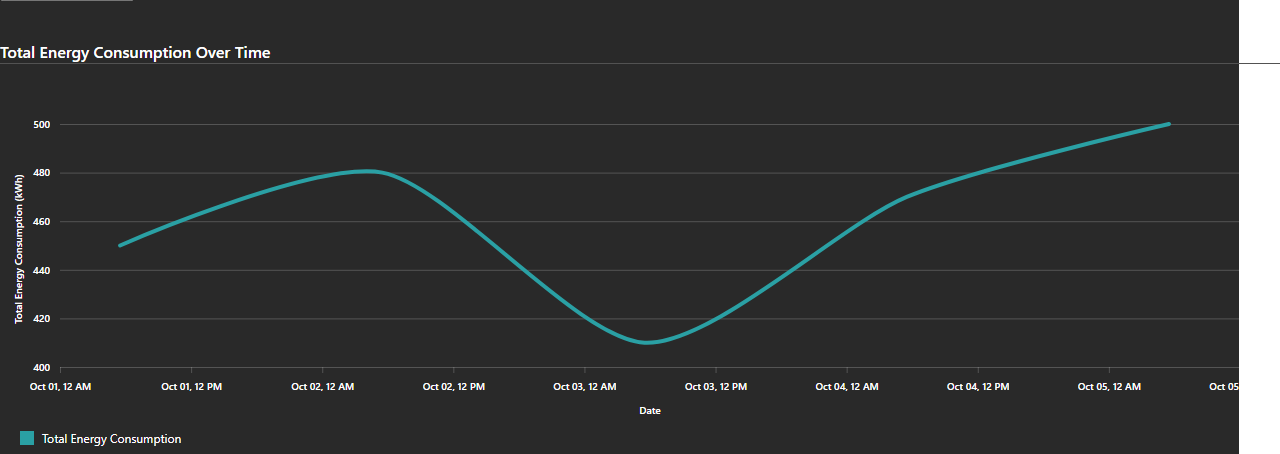 Total Energy Consumption Over Time
500
480
460
440
420
400
Total Energy Consumption (kWh)
Oct 01, 12 AM Oct 01, 12 PM Oct 02, 12 AM Oct 02, 12 PM Oct 03, 12 AM Oct 03, 12 PM Oct 04, 12 AM Oct 04, 12 PM Oct 05, 12 AM Oct 05
Date
Total Energy Consumption